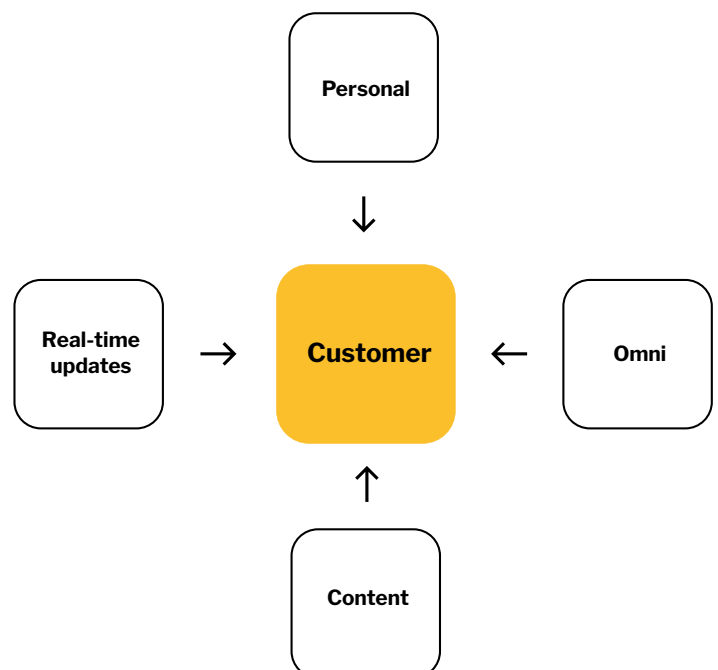 Personal
Real-time
updates
Customer
Omni
Content